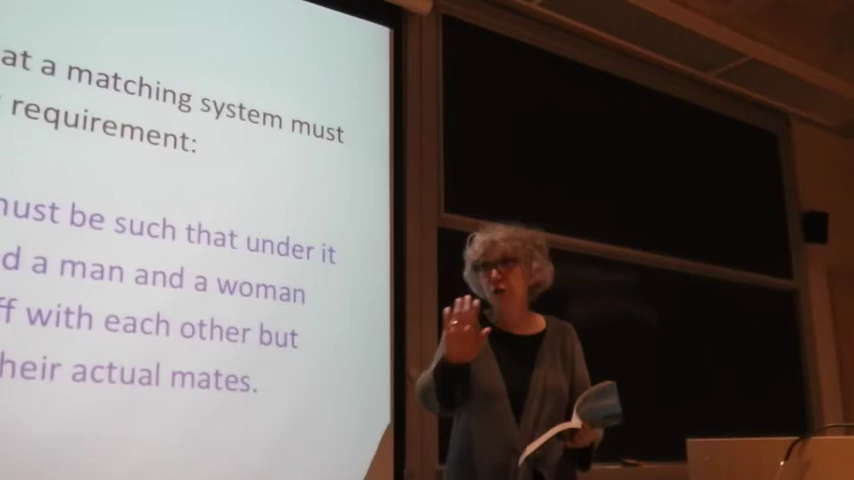 at a matching system must
requirement:
must be such that under it
d a man and a woman
ff with each other but
heir actual mates.